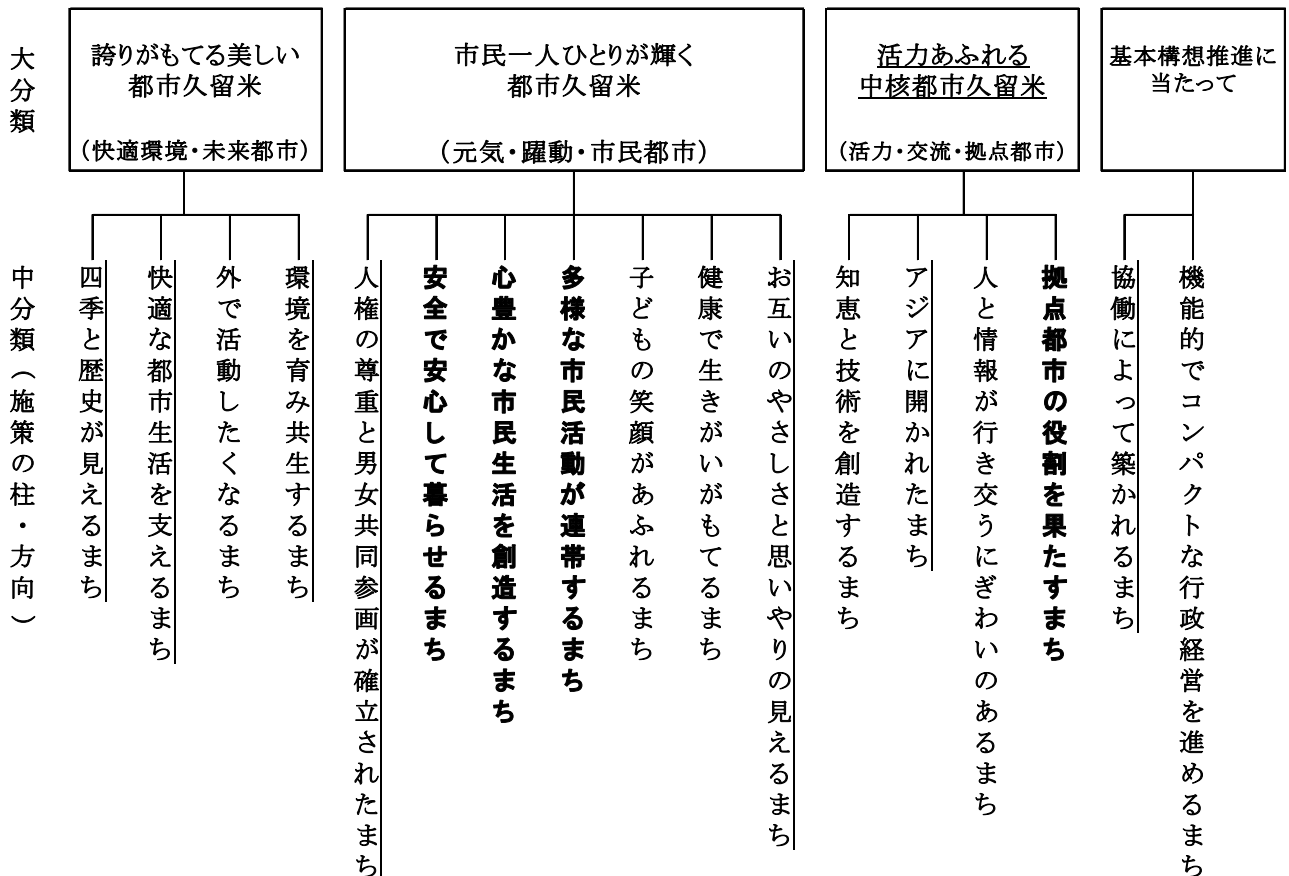 大分類
誇りがもてる美しい
都市久留米
（快適環境・未来都市）
市民一人ひとりが輝く
都市久留米
（元気・躍動・市民都市）
活力あふれる
中核都市久留米
（活力・交流・拠点都市）
基本構想推進に
当たって
中分類（施策の柱・方向）
四季と歴史が見えるまち
快適な都市生活を支えるまち
外で活動したくなるまち
環境を育み共生するまち
人権の尊重と男女共同参画が確立されたまち
安全で安心して暮らせるまち
心豊かな市民生活を創造するまち
多様な市民活動が連帯するまち
子どもの笑顔があふれるまち
健康で生きがいがもてるまち
お互いのやさしさと思いやりの見えるまち
知恵と技術を創造するまち
アジアに開かれたまち
人と情報が行き交うにぎわいのあるまち
拠点都市の役割を果たすまち
協働によって築かれるまち
機能的でコンパクトな行政経営を進めるまち